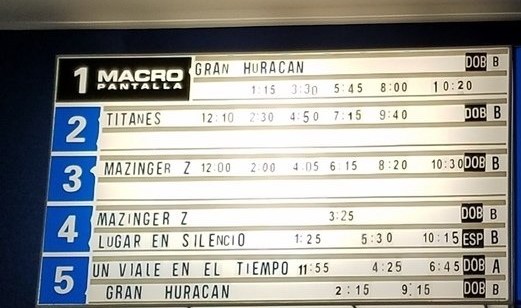 1 MACRO PANTALLA GRAN HURACAN DOB B
1:15 3:30 5:45 8:00 10:20
2 TITANES 12:10 2:30 4:50 7:15 9:40 DOB B
3 MAZINGER Z 12:00 2:00 4:05 6:15 8:20 10:30 DOB B
4 MAZINGER Z 3:25 DOB B
LUGAR EN SILENCIO 1:25 5:30 10:15 ESP B
5 UN VIALE EN EL TIEMPO 11:55 4:25 6:45 DOB A
GRAN HURACAN 2:15 9:15 DOB B